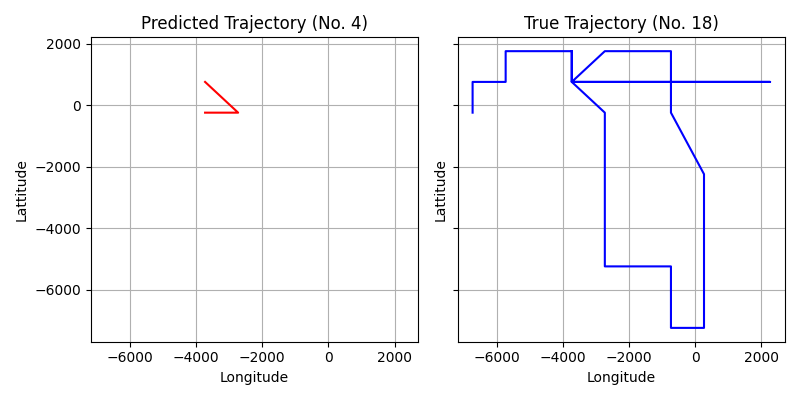 Predicted Trajectory (No. 4)
2000
0
−2000
−4000
−6000
Lattitude
−6000 −4000 −2000 0 2000
Longitude
True Trajectory (No. 18)
Lattitude
−6000 −4000 −2000 0 2000
Longitude